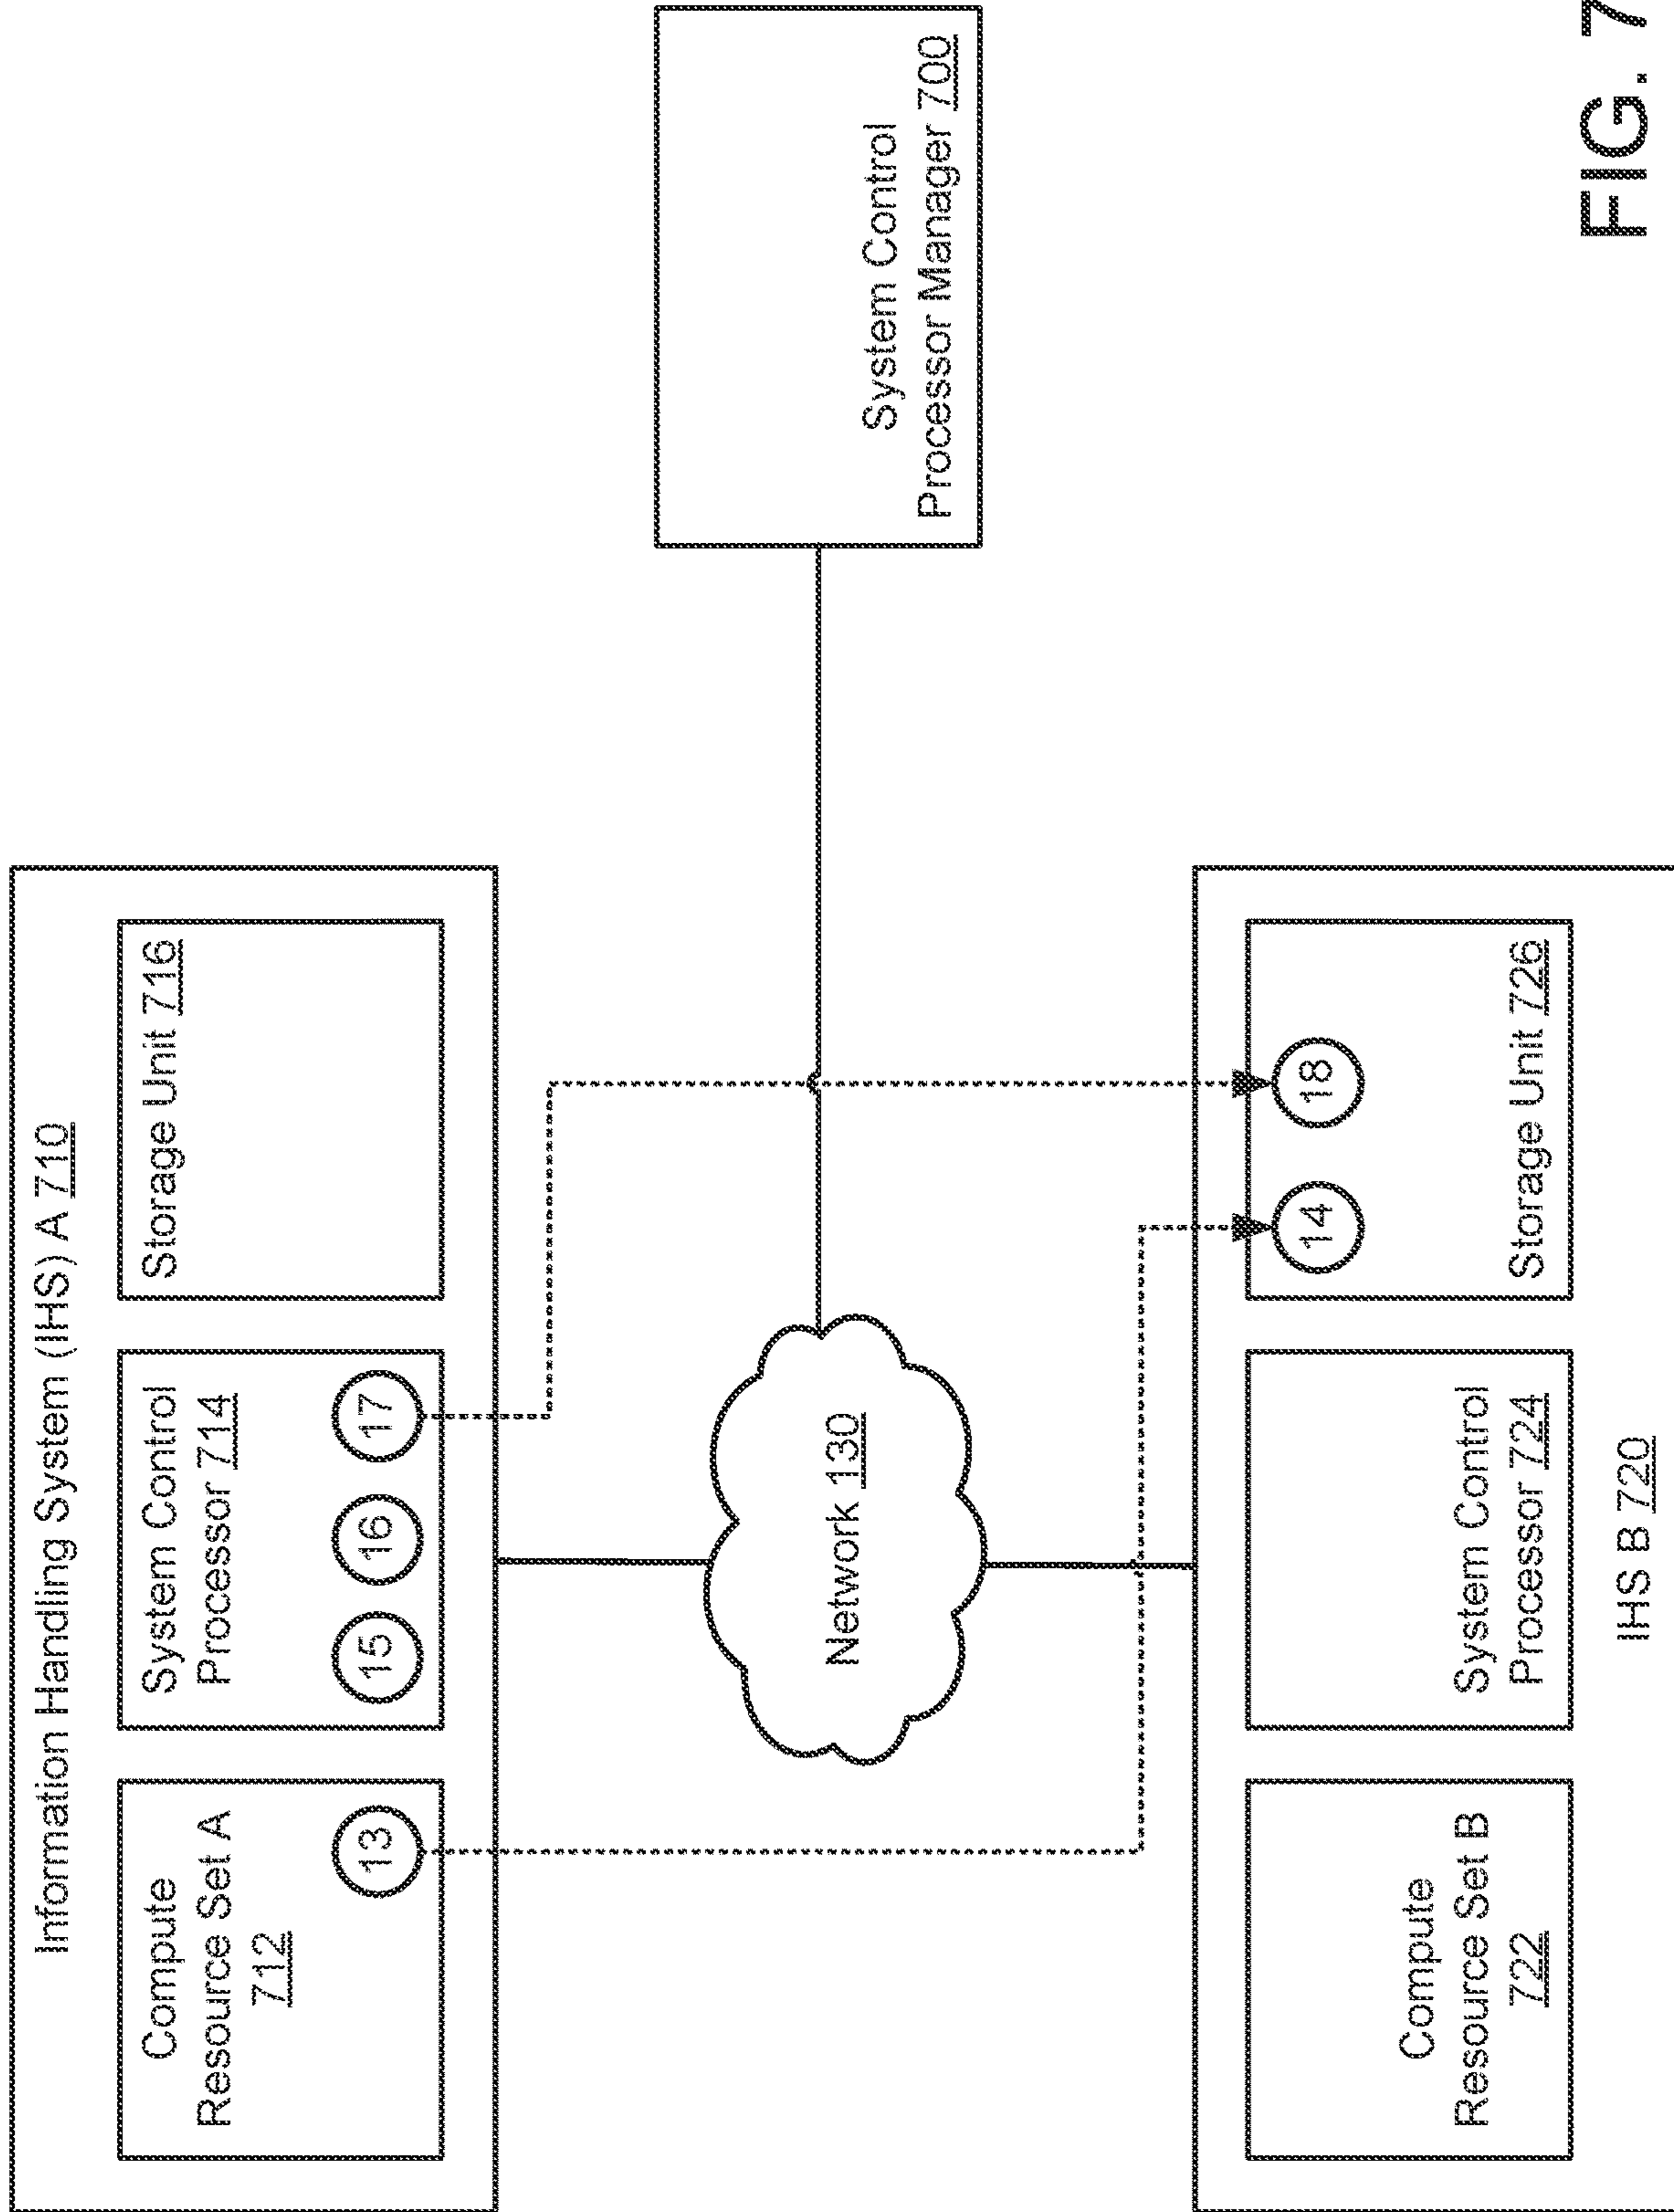 Information Handling System (IHS) A 710
Compute
Resource Set A
712
13
System Control
Processor 714
15
16
17
Storage Unit 716
Network 130
System Control
Processor Manager 700
Compute
Resource Set B
722
System Control
Processor 724
14
18
Storage Unit 726
IHS B 720
FIG. 7